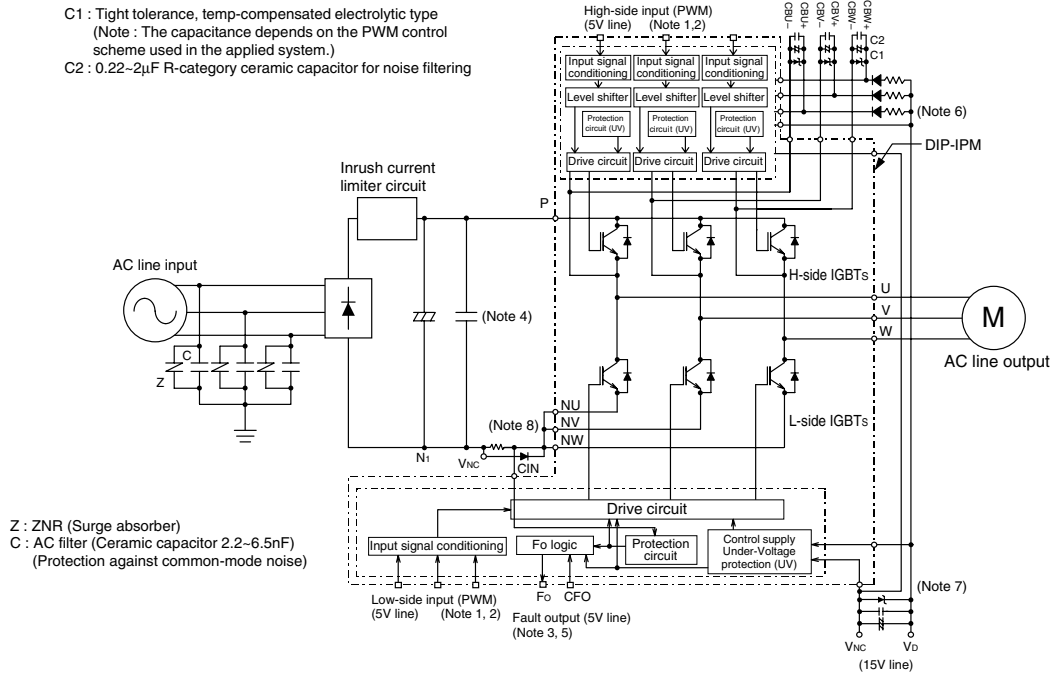 C1 : Tight tolerance, temp-compensated electrolytic type
(Note : The capacitance depends on the PWM control
scheme used in the applied system.)
C2 : 0.22~2μF R-category ceramic capacitor for noise filtering
High-side input (PWM)
(5V line) (Note 1,2)
CBU–
CBU+
CBV–
CBV+
CBW–
CBW+
C2
C1
Input signal conditioning
Input signal conditioning
Input signal conditioning
Level shifter
Level shifter
Level shifter
Protection circuit (UV)
Protection circuit (UV)
Protection circuit (UV)
Drive circuit
Drive circuit
Drive circuit
(Note 6)
DIP-IPM
Inrush current
limiter circuit
P
AC line input
H-side IGBTs
U
V
W
M
AC line output
(Note 4)
C
Z
NU
NV
NW
(Note 8)
L-side IGBTs
N1
VNC
CIN
Drive circuit
Z : ZNR (Surge absorber)
C : AC filter (Ceramic capacitor 2.2~6.5nF)
(Protection against common-mode noise)
Input signal conditioning
Fo logic
Protection
circuit
Control supply
Under-Voltage
protection (UV)
Low-side input (PWM)
(5V line) (Note 1, 2)
FO
CFO
Fault output (5V line)
(Note 3, 5)
(Note 7)
VNC
VD
(15V line)